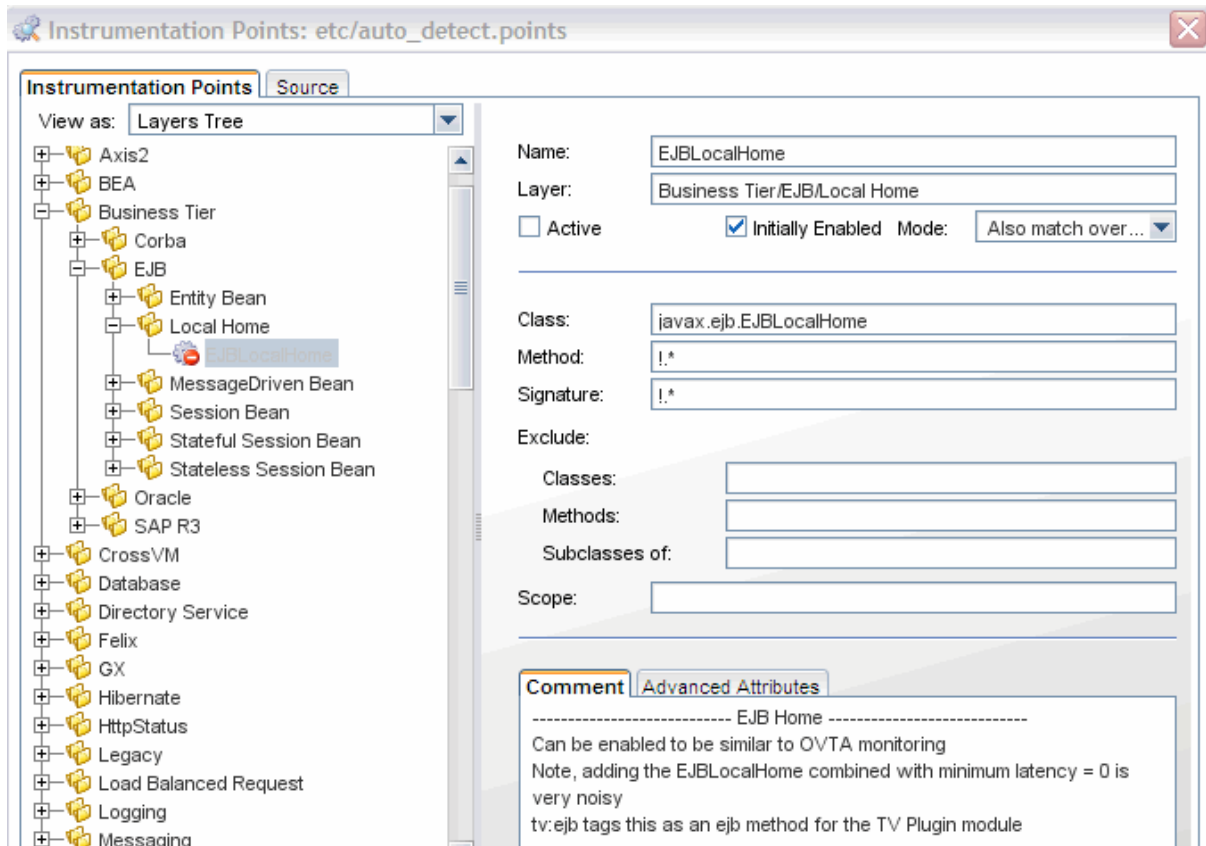 Instrumentation Points: etc/auto_detect.points
Instrumentation Points
Source
View as:
Layers Tree
Axis2
BEA
Business Tier
Corba
EJB
Entity Bean
Local Home
EJBLocalHome
MessageDriven Bean
Session Bean
Stateful Session Bean
Stateless Session Bean
Oracle
SAP R3
CrossVM
Database
Directory Service
Felix
GX
Hibernate
HttpStatus
Legacy
Load Balanced Request
Logging
Messaging
Name:
EJBLocalHome
Layer:
Business Tier/EJB/Local Home
Active
Initially Enabled
Mode:
Also match over...
Class:
javax.ejb.EJBLocalHome
Method:
!.*
Signature:
!.*
Exclude:
Classes:
Methods:
Subclasses of:
Scope:
Comment
Advanced Attributes
---------------------------- EJB Home ----------------------------
Can be enabled to be similar to OVTA monitoring
Note, adding the EJBLocalHome combined with minimum latency = 0 is
very noisy
tv:ejb tags this as an ejb method for the TV Plugin module